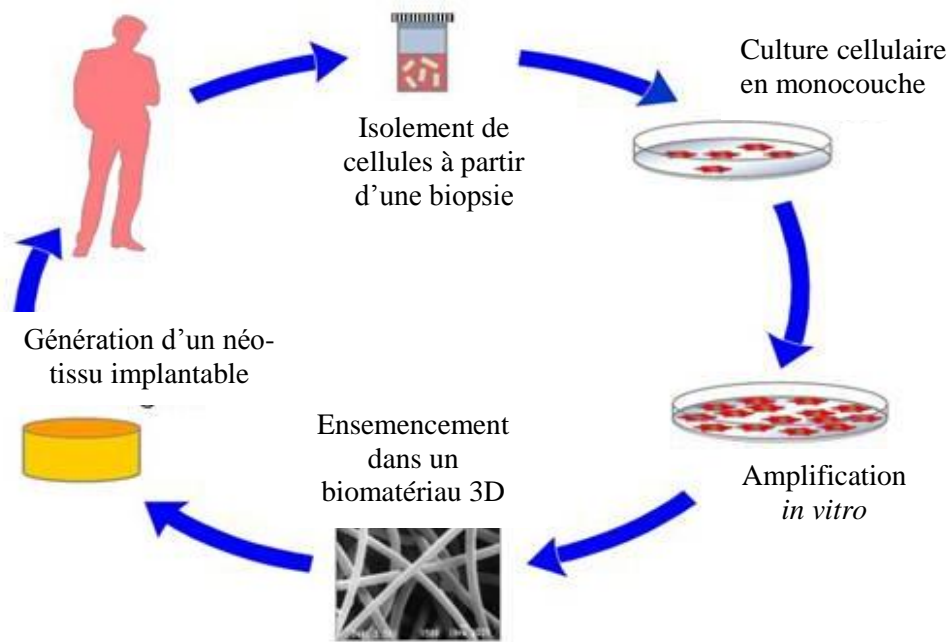 Isolement de
cellules à partir
d'une biopsie
Culture cellulaire
en monocouche
Amplification
in vitro
Ensemencement
dans un
biomatériau 3D
Génération d'un néo-
tissu implantable